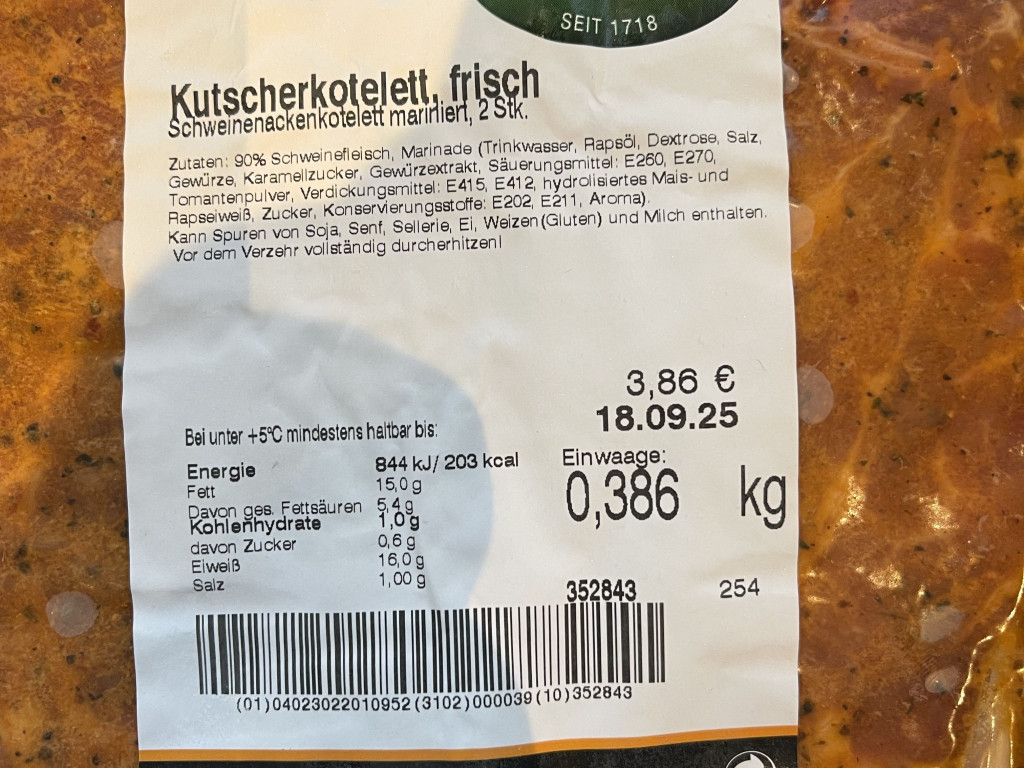 SEIT 1718
Kutscherkotelett, frisch
Schweinenackenkotelett mariniert, 2 Stk.
Zutaten: 90% Schweinefleisch, Marinade (Trinkwasser, Rapsöl, Dextrose, Salz,
Gewürze, Karamellzucker, Gewürzextrakt, Säuerungsmittel: E260, E270,
Tomantenpulver, Verdickungsmittel: E415, E412, hydrolisiertes Mais- und
Rapseiweiß, Zucker, Konservierungsstoffe: E202, E211, Aroma).
Kann Spuren von Soja, Senf, Sellerie, Ei, Weizen(Gluten) und Milch enthalten.
Vor dem Verzehr vollständig durcherhitzen!
3,86 €
18.09.25
Bei unter +5°C mindestens haltbar bis:
Einwaage:
0,386 kg
Energie 844 kJ/ 203 kcal
Fett 15,0 g
Davon ges. Fettsäuren 5,4 g
Kohlenhydrate 1,0 g
davon Zucker 0,6 g
Eiweiß 16,0 g
Salz 1,00 g
352843 254
(01)04023022010952(3102)000039(10)352843